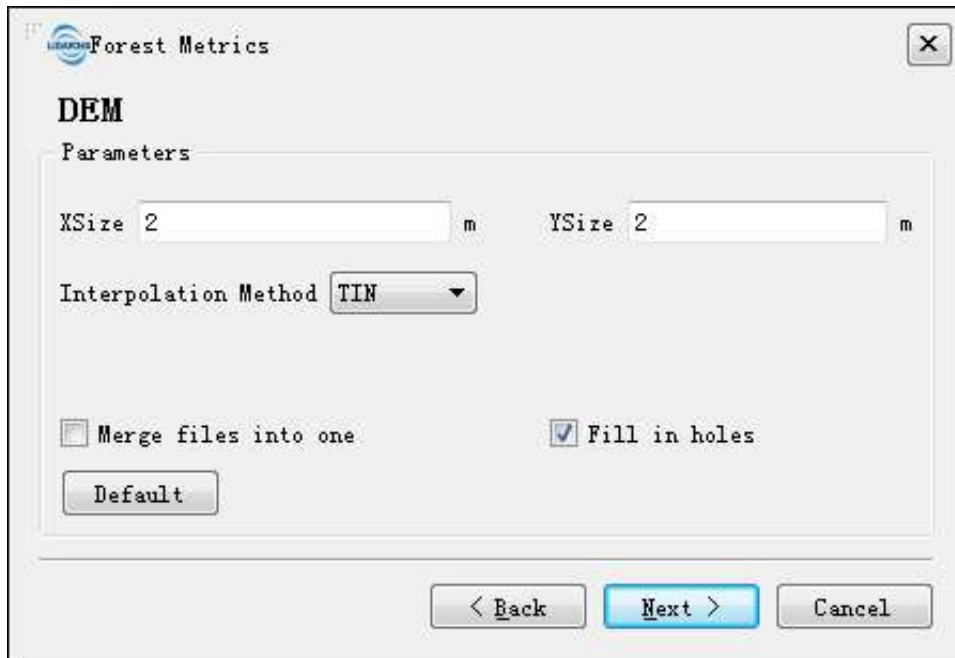 Forest Metrics
DEM
Parameters
XSize 2 m YSize 2 m
Interpolation Method TIN
Merge files into one Fill in holes
Default
< Back Next > Cancel